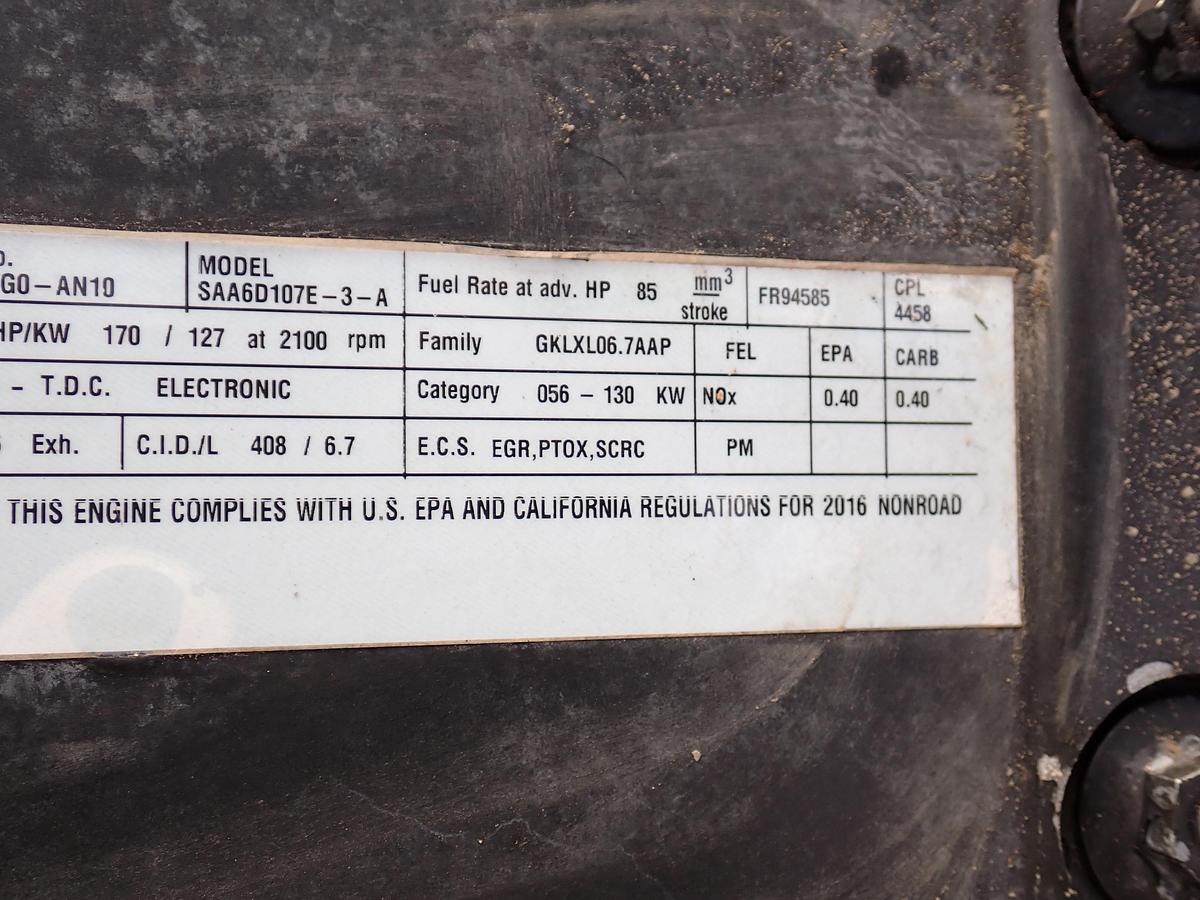 MODEL
G0-AN10 SAA6D107E-3-A Fuel Rate at adv. HP 85 mm3 stroke FR94585 CPL 4458
HP/KW 170 / 127 at 2100 rpm Family GKLXL06.7AAP FEL EPA CARB
- T.D.C. ELECTRONIC Category 056 - 130 KW NOx 0.40 0.40
Exh. C.I.D./L 408 / 6.7 E.C.S. EGR,PTOX,SCRC PM
THIS ENGINE COMPLIES WITH U.S. EPA AND CALIFORNIA REGULATIONS FOR 2016 NONROAD